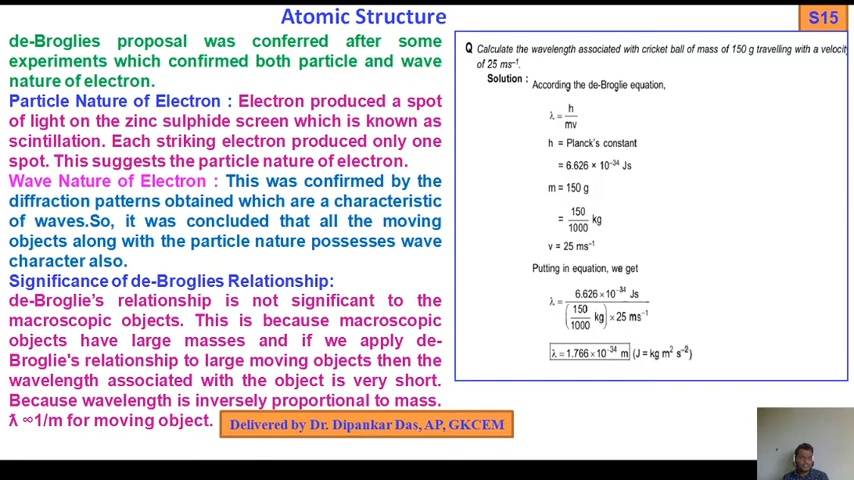 Atomic Structure
S15
de-Broglies proposal was conferred after some
experiments which confirmed both particle and wave
nature of electron.
Particle Nature of Electron : Electron produced a spot
of light on the zinc sulphide screen which is known as
scintillation. Each striking electron produced only one
spot. This suggests the particle nature of electron.
Wave Nature of Electron : This was confirmed by the
diffraction patterns obtained which are a characteristic
of waves.So, it was concluded that all the moving
objects along with the particle nature possesses wave
character also.
Significance of de-Broglies Relationship:
de-Broglie's relationship is not significant to the
macroscopic objects. This is because macroscopic
objects have large masses and if we apply de-
Broglie's relationship to large moving objects then the
wavelength associated with the object is very short.
Because wavelength is inversely proportional to mass.
ƛ ∞1/m for moving object.
Delivered by Dr. Dipankar Das, AP, GKCEM
Q Calculate the wavelength associated with cricket ball of mass of 150 g travelling with a velocity
of 25 ms⁻¹.
Solution : According the de-Broglie equation,
λ = h/mv
h = Planck's constant
= 6.626 × 10⁻³⁴ Js
m = 150 g
= 150/1000 kg
v = 25 ms⁻¹
Putting in equation, we get
λ = 6.626 × 10⁻³⁴ Js / (150/1000 kg) × 25 ms⁻¹
λ = 1.766 × 10⁻³⁴ m (J = kg m² s⁻²)